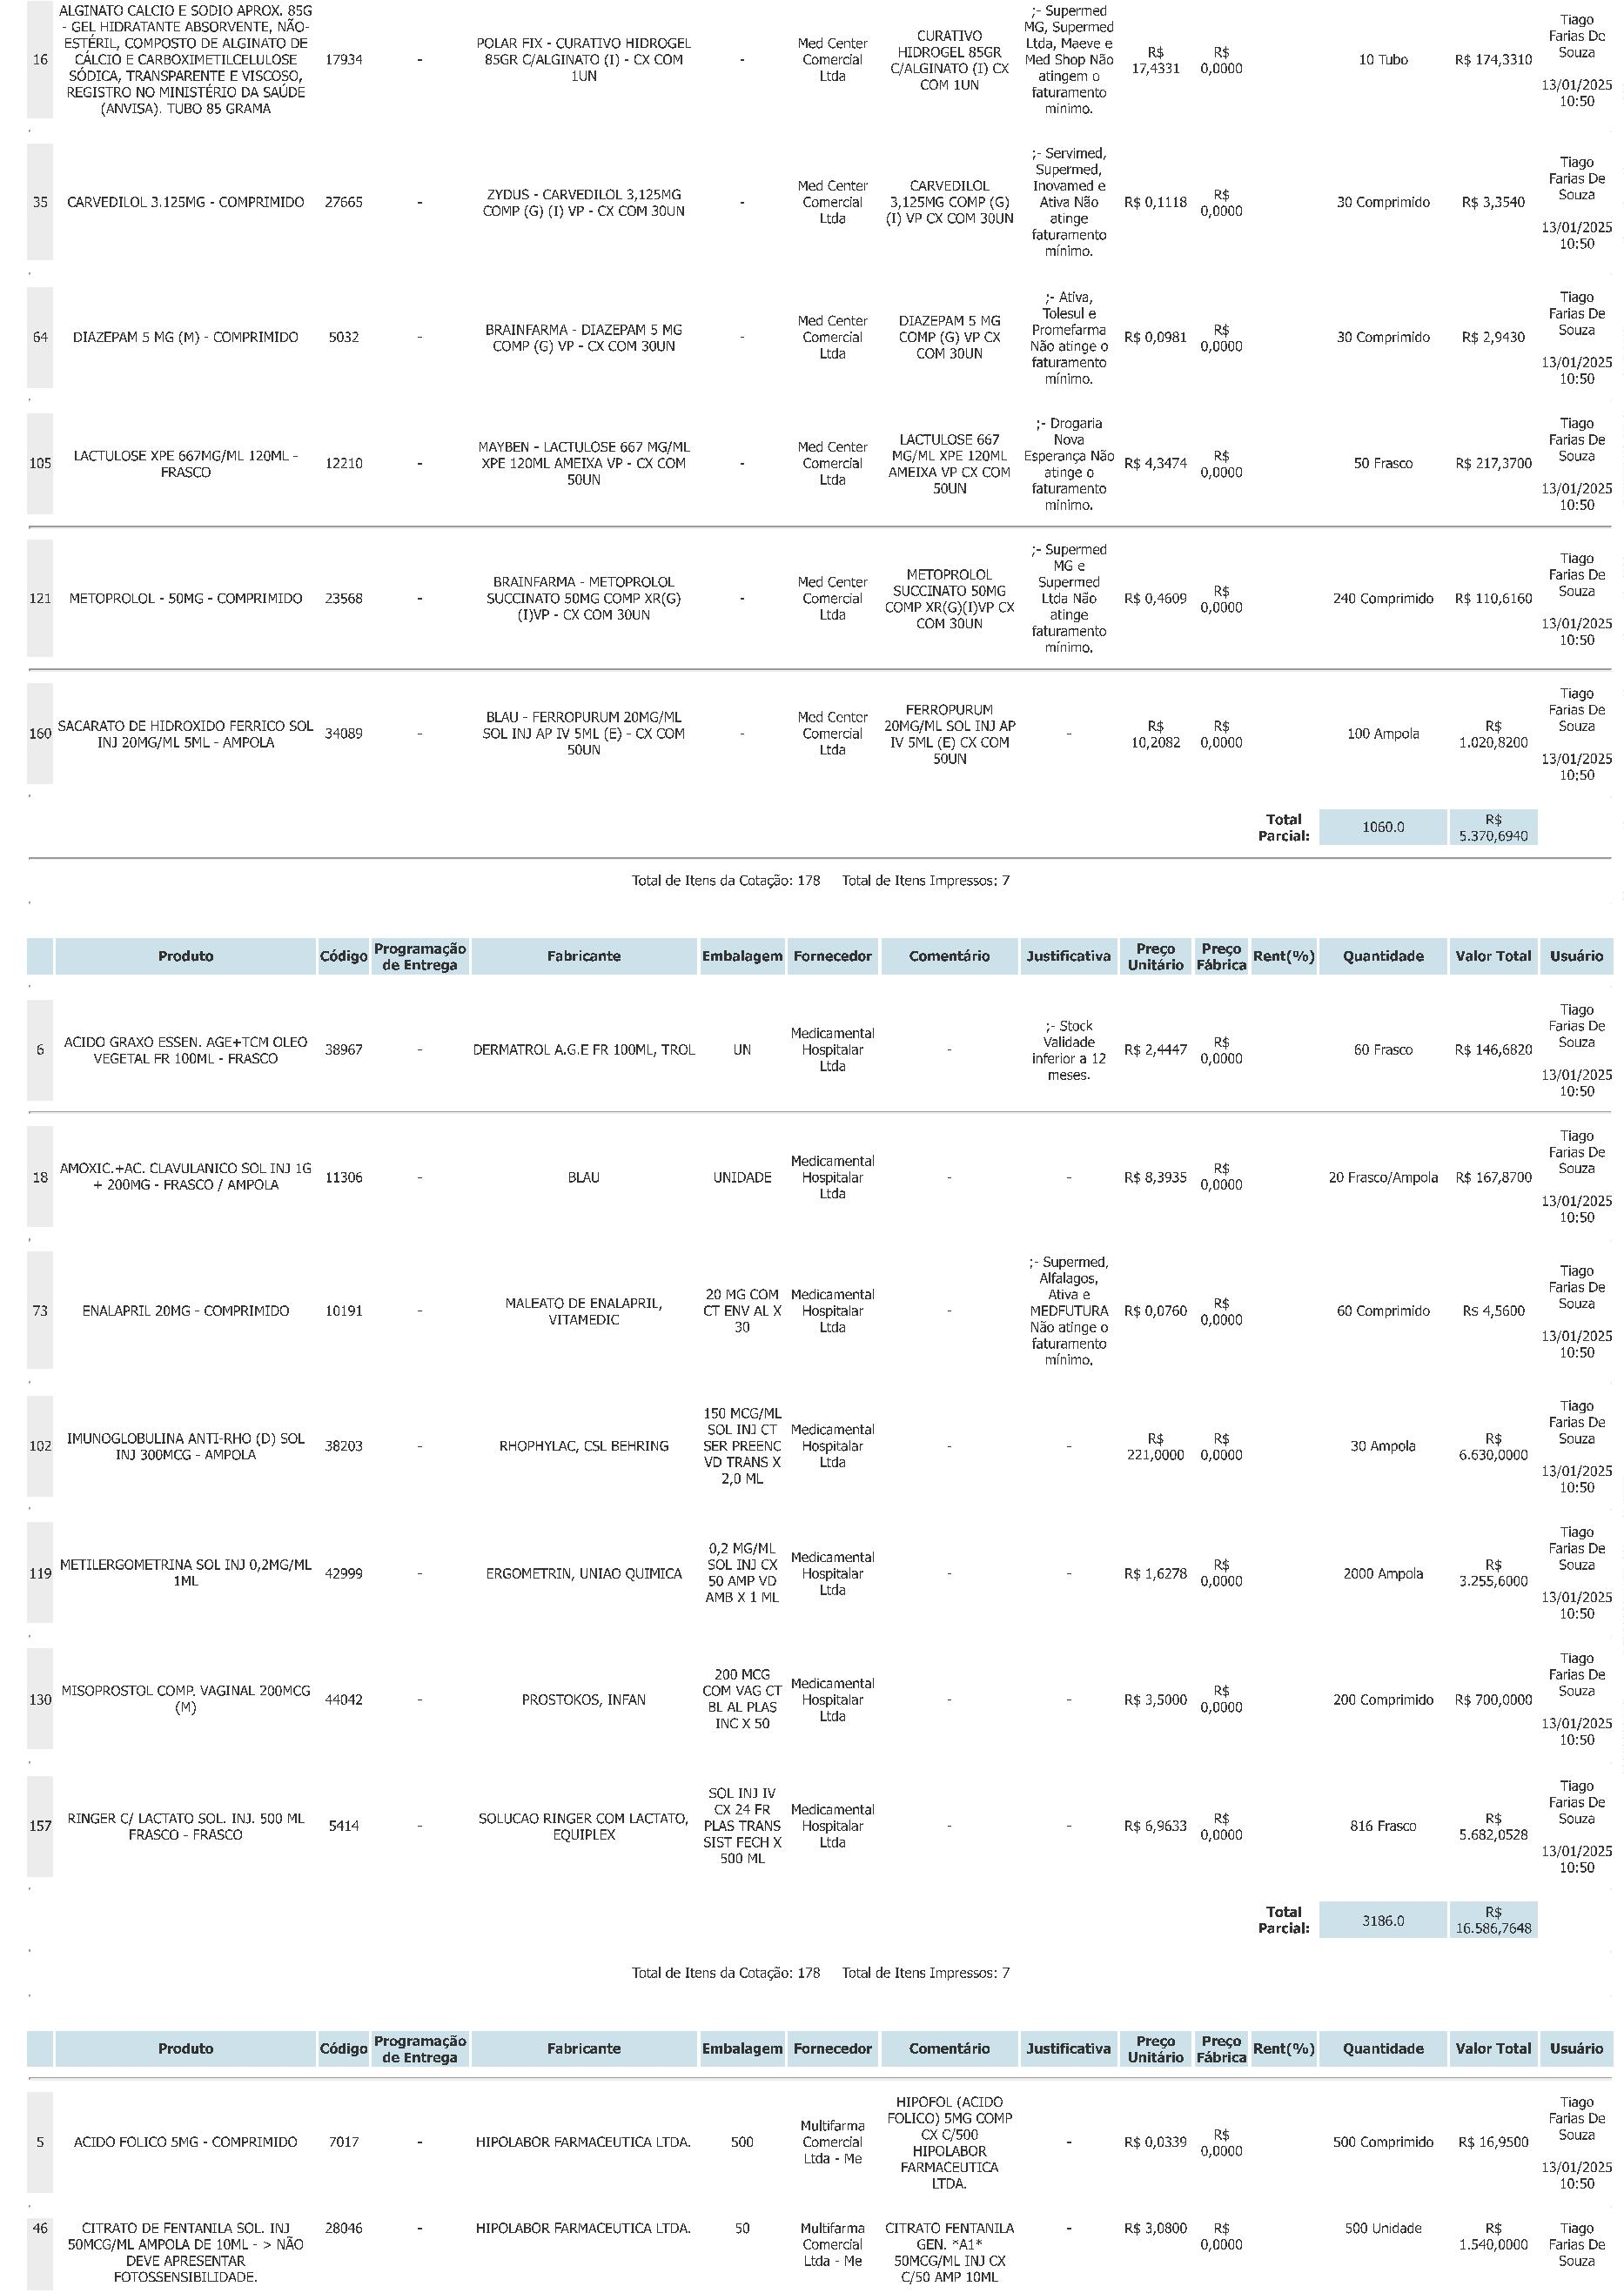 ALGINATO CALCIO E SODIO APROX. 85G
- GEL HIDRATANTE ABSORVENTE, NÃO-
ESTÉRIL, COMPOSTO DE ALGINATO DE
CÁLCIO E CARBOXIMETILCELULOSE
SÓDICA, TRANSPARENTE E VISCOSO,
REGISTRO NO MINISTÉRIO DA SAÚDE
(ANVISA). TUBO 85 GRAMA
16
17934
-
POLAR FIX - CURATIVO HIDROGEL
85GR C/ALGINATO (I) - CX COM
1UN
-
Med Center
Comercial
Ltda
CURATIVO
HIDROGEL 85GR
C/ALGINATO (I) CX
COM 1UN
;- Supermed
MG, Supermed
Ltda, Maeve e
Med Shop Não
atingem o
faturamento
mínimo.
R$
17,4331
R$
0,0000
10 Tubo
R$ 174,3310
Tiago
Farias De
Souza
13/01/2025
10:50
35
CARVEDILOL 3.125MG - COMPRIMIDO
27665
-
ZYDUS - CARVEDILOL 3,125MG
COMP (G) (I) VP - CX COM 30UN
-
Med Center
Comercial
Ltda
CARVEDILOL
3,125MG COMP (G)
(I) VP CX COM 30UN
;- Servimed,
Supermed,
Inovamed e
Ativa Não
atinge
faturamento
mínimo.
R$ 0,1118
R$
0,0000
30 Comprimido
R$ 3,3540
Tiago
Farias De
Souza
13/01/2025
10:50
64
DIAZEPAM 5 MG (M) - COMPRIMIDO
5032
-
BRAINFARMA - DIAZEPAM 5 MG
COMP (G) VP - CX COM 30UN
-
Med Center
Comercial
Ltda
DIAZEPAM 5 MG
COMP (G) VP CX
COM 30UN
;- Ativa,
Tolesul e
Promefarma
Não atinge o
faturamento
mínimo.
R$ 0,0981
R$
0,0000
30 Comprimido
R$ 2,9430
Tiago
Farias De
Souza
13/01/2025
10:50
105
LACTULOSE XPE 667MG/ML 120ML -
FRASCO
12210
-
MAYBEN - LACTULOSE 667 MG/ML
XPE 120ML AMEIXA VP - CX COM
50UN
-
Med Center
Comercial
Ltda
LACTULOSE 667
MG/ML XPE 120ML
AMEIXA VP CX COM
50UN
;- Drogaria
Nova
Esperança Não
atinge o
faturamento
mínimo.
R$ 4,3474
R$
0,0000
50 Frasco
R$ 217,3700
Tiago
Farias De
Souza
13/01/2025
10:50
121
METOPROLOL - 50MG - COMPRIMIDO
23568
-
BRAINFARMA - METOPROLOL
SUCCINATO 50MG COMP XR(G)
(I)VP - CX COM 30UN
-
Med Center
Comercial
Ltda
METOPROLOL
SUCCINATO 50MG
COMP XR(G)(I)VP CX
COM 30UN
;- Supermed
MG e
Supermed
Ltda Não
atinge
faturamento
mínimo.
R$ 0,4609
R$
0,0000
240 Comprimido
R$ 110,6160
Tiago
Farias De
Souza
13/01/2025
10:50
160
SACARATO DE HIDROXIDO FERRICO SOL
INJ 20MG/ML 5ML - AMPOLA
34089
-
BLAU - FERROPURUM 20MG/ML
SOL INJ AP IV 5ML (E) - CX COM
50UN
-
Med Center
Comercial
Ltda
FERROPURUM
20MG/ML SOL INJ AP
IV 5ML (E) CX COM
50UN
-
R$
10,2082
R$
0,0000
100 Ampola
R$
1.020,8200
Tiago
Farias De
Souza
13/01/2025
10:50
Total
Parcial:
1060.0
R$
5.370,6940
Total de Itens da Cotação: 178 Total de Itens Impressos: 7
Produto Código Programação de Entrega Fabricante Embalagem Fornecedor Comentário Justificativa Preço Unitário Preço Fábrica Rent(%) Quantidade Valor Total Usuário
6
ACIDO GRAXO ESSEN. AGE+TCM OLEO
VEGETAL FR 100ML - FRASCO
38967
-
DERMATROL A.G.E FR 100ML, TROL
UN
Medicamental
Hospitalar
Ltda
-
;- Stock
Validade
inferior a 12
meses.
R$ 2,4447
R$
0,0000
60 Frasco
R$ 146,6820
Tiago
Farias De
Souza
13/01/2025
10:50
18
AMOXIC.+AC. CLAVULANICO SOL INJ 1G
+ 200MG - FRASCO / AMPOLA
11306
-
BLAU
UNIDADE
Medicamental
Hospitalar
Ltda
-
-
R$ 8,3935
R$
0,0000
20 Frasco/Ampola
R$ 167,8700
Tiago
Farias De
Souza
13/01/2025
10:50
73
ENALAPRIL 20MG - COMPRIMIDO
10191
-
MALEATO DE ENALAPRIL,
VITAMEDIC
20 MG COM
CT ENV AL X
30
Medicamental
Hospitalar
Ltda
-
;- Supermed,
Alfalagos,
Ativa e
MEDFUTURA
Não atinge o
faturamento
mínimo.
R$ 0,0760
R$
0,0000
60 Comprimido
R$ 4,5600
Tiago
Farias De
Souza
13/01/2025
10:50
102
IMUNOGLOBULINA ANTI-RHO (D) SOL
INJ 300MCG - AMPOLA
38203
-
RHOPHYLAC, CSL BEHRING
150 MCG/ML
SOL INJ CT
SER PREENC
VD TRANS X
2,0 ML
Medicamental
Hospitalar
Ltda
-
-
R$
221,0000
R$
0,0000
30 Ampola
R$
6.630,0000
Tiago
Farias De
Souza
13/01/2025
10:50
119
METILERGOMETRINA SOL INJ 0,2MG/ML
1ML
42999
-
ERGOMETRIN, UNIAO QUIMICA
0,2 MG/ML
SOL INJ CX
50 AMP VD
AMB X 1 ML
Medicamental
Hospitalar
Ltda
-
-
R$ 1,6278
R$
0,0000
2000 Ampola
R$
3.255,6000
Tiago
Farias De
Souza
13/01/2025
10:50
130
MISOPROSTOL COMP. VAGINAL 200MCG
(M)
44042
-
PROSTOKOS, INFAN
200 MCG
COM VAG CT
BL AL PLAS
INC X 50
Medicamental
Hospitalar
Ltda
-
-
R$ 3,5000
R$
0,0000
200 Comprimido
R$ 700,0000
Tiago
Farias De
Souza
13/01/2025
10:50
157
RINGER C/ LACTATO SOL. INJ. 500 ML
FRASCO - FRASCO
5414
-
SOLUCAO RINGER COM LACTATO,
EQUIPLEX
SOL INJ IV
CX 24 FR
PLAS TRANS
SIST FECH X
500 ML
Medicamental
Hospitalar
Ltda
-
-
R$ 6,9633
R$
0,0000
816 Frasco
R$
5.682,0528
Tiago
Farias De
Souza
13/01/2025
10:50
Total
Parcial:
3186.0
R$
16.586,7648
Total de Itens da Cotação: 178 Total de Itens Impressos: 7
Produto Código Programação de Entrega Fabricante Embalagem Fornecedor Comentário Justificativa Preço Unitário Preço Fábrica Rent(%) Quantidade Valor Total Usuário
5
ACIDO FOLICO 5MG - COMPRIMIDO
7017
-
HIPOLABOR FARMACEUTICA LTDA.
500
Multifarma
Comercial
Ltda - Me
HIPOFOL (ACIDO
FOLICO) 5MG COMP
CX C/500
HIPOLABOR
FARMACEUTICA
LTDA.
-
R$ 0,0339
R$
0,0000
500 Comprimido
R$ 16,9500
Tiago
Farias De
Souza
13/01/2025
10:50
46
CITRATO DE FENTANILA SOL. INJ
50MCG/ML AMPOLA DE 10ML - > NÃO
DEVE APRESENTAR
FOTOSSENSIBILIDADE.
28046
-
HIPOLABOR FARMACEUTICA LTDA.
50
Multifarma
Comercial
Ltda - Me
CITRATO FENTANILA
GEN. *A1*
50MCG/ML INJ CX
C/50 AMP 10ML
-
R$ 3,0800
R$
0,0000
500 Unidade
R$
1.540,0000
Tiago
Farias De
Souza